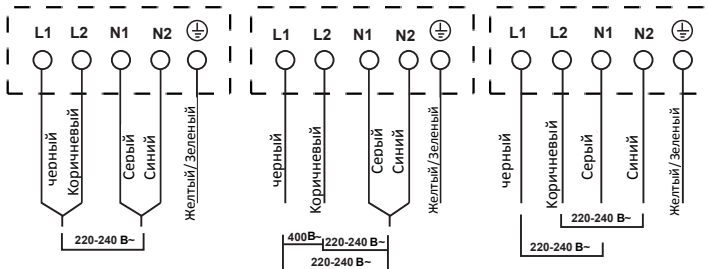 L1 L2 N1 N2
черный
Коричневый
Серый
Синий
Желтый/Зеленый
220-240 В~
L1 L2 N1 N2
черный
Коричневый
Серый
Синий
Желтый/Зеленый
400В~
220-240 В~
220-240 В~
L1 L2 N1 N2
черный
Коричневый
Серый
Синий
Желтый/Зеленый
220-240 В~
220-240 В~